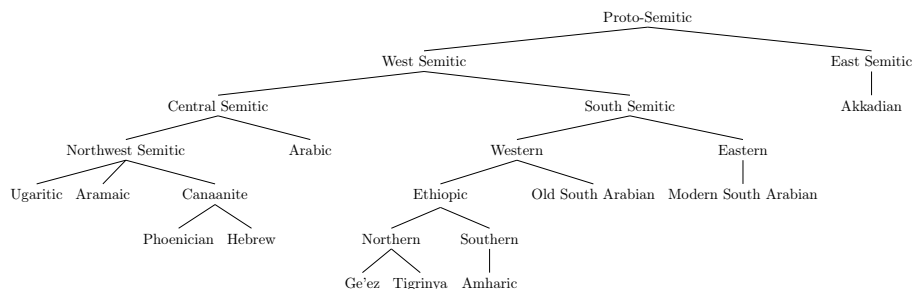 Proto-Semitic
West Semitic East Semitic
Central Semitic South Semitic Akkadian
Northwest Semitic Arabic Western Eastern
Ugaritic Aramaic Canaanite Ethiopic Old South Arabian Modern South Arabian
Phoenician Hebrew Northern Southern
Ge'ez Tigrinya Amharic